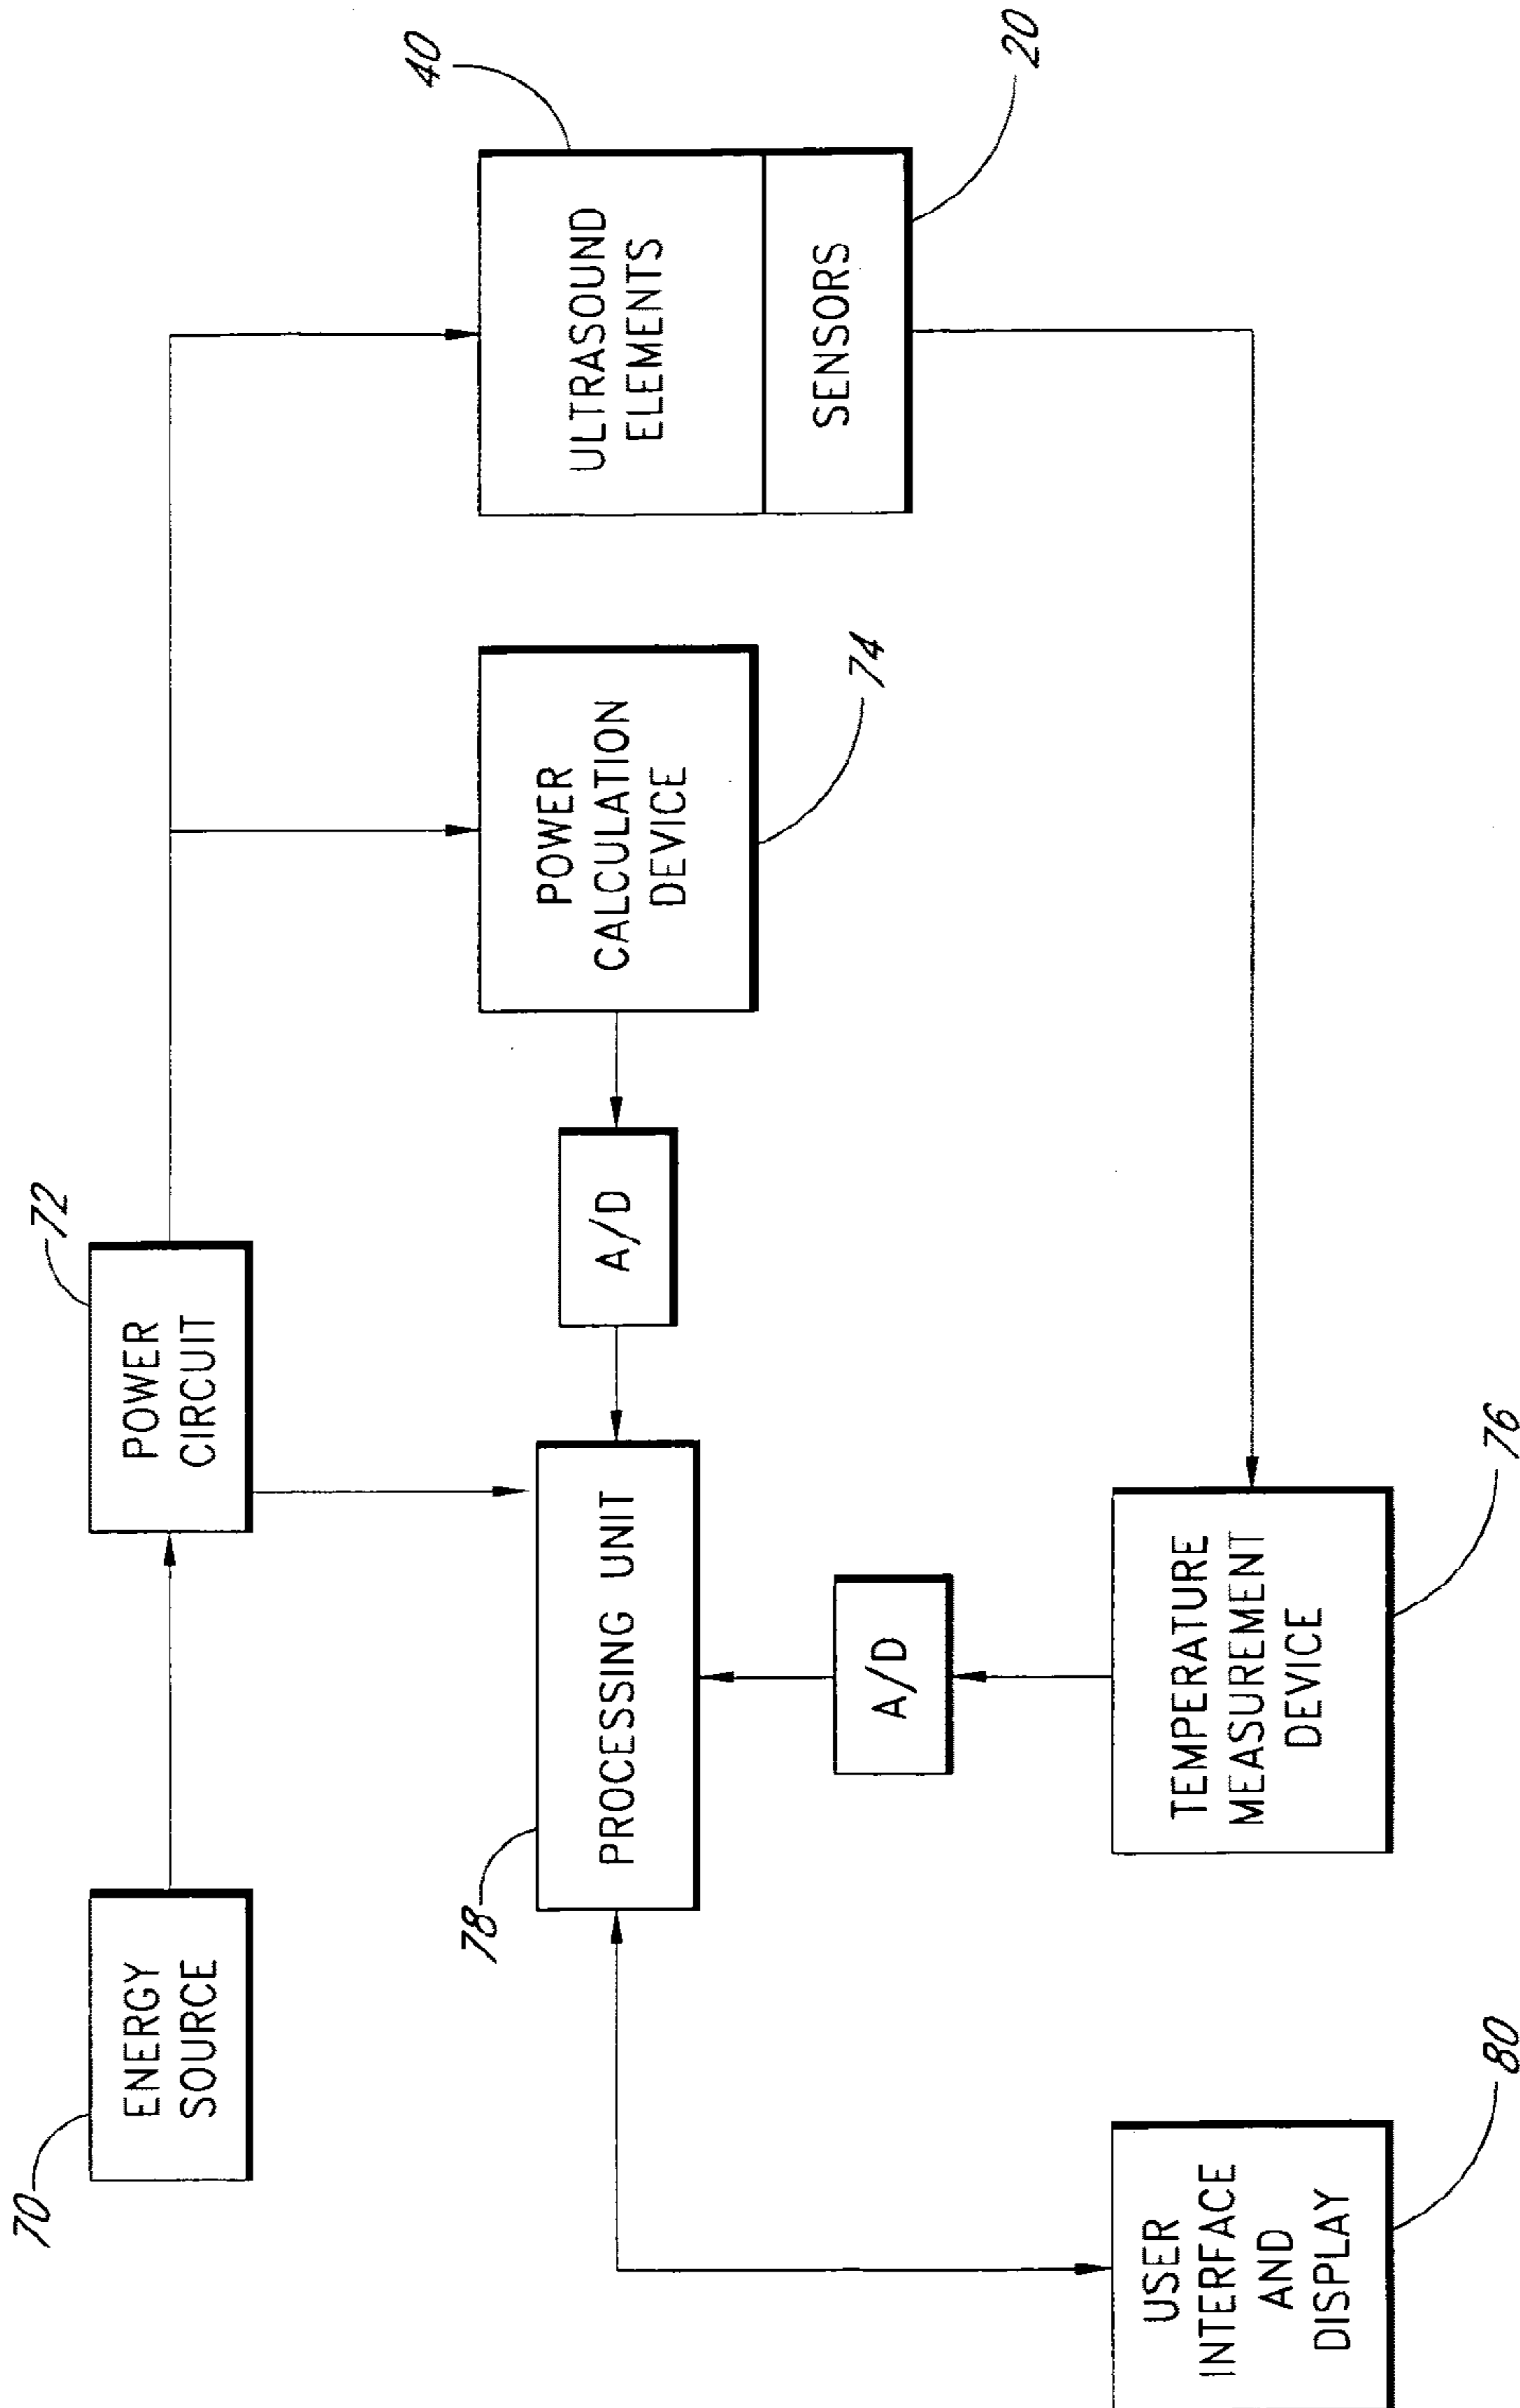 70
ENERGY
SOURCE
72
POWER
CIRCUIT
40
ULTRASOUND
ELEMENTS
SENSORS
20
POWER
CALCULATION
DEVICE
74
A/D
78
PROCESSING UNIT
A/D
TEMPERATURE
MEASUREMENT
DEVICE
76
USER
INTERFACE
AND
DISPLAY
80